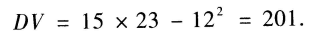 DV = 15 × 23 − 12² = 201.